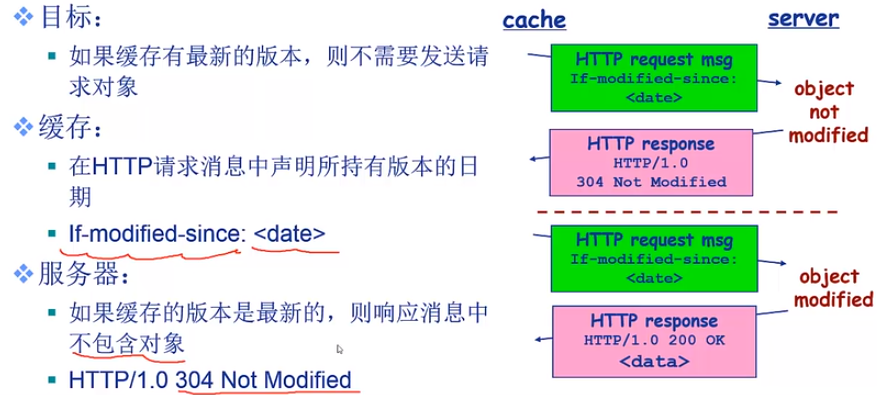 目标：
如果缓存有最新的版本，则不需要发送请
求对象
缓存：
在HTTP请求消息中声明所持有版本的日
期
If-modified-since: <date>
服务器：
如果缓存的版本是最新的，则响应消息中
不包含对象
HTTP/1.0 304 Not Modified
cache
server
HTTP request msg
If-modified-since:
<date>
object
not
modified
HTTP response
HTTP/1.0
304 Not Modified
HTTP request msg
If-modified-since:
<date>
object
modified
HTTP response
HTTP/1.0 200 OK
<data>